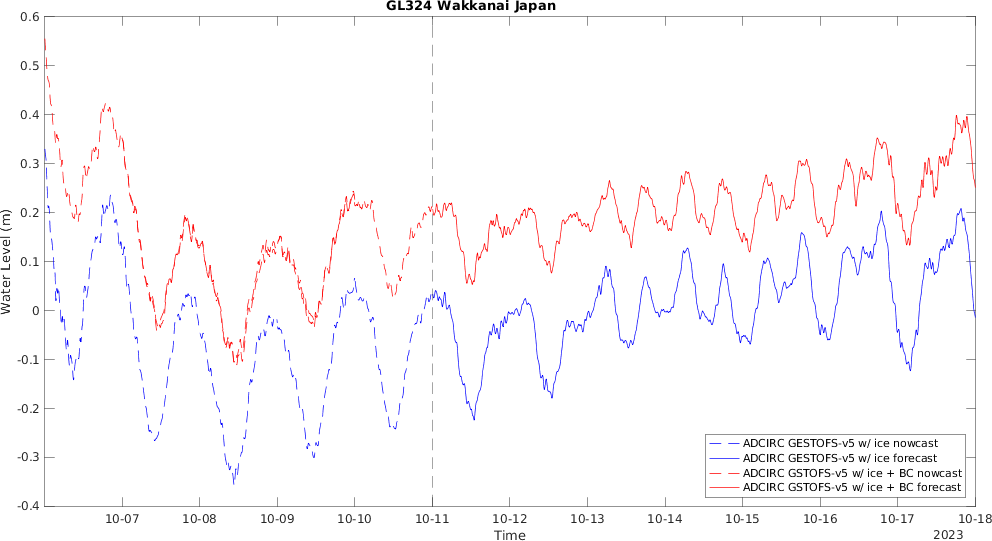 GL324 Wakkanai Japan
Water Level (m)
0.6
0.5
0.4
0.3
0.2
0.1
0
-0.1
-0.2
-0.3
-0.4
ADCIRC GESTOFS-v5 w/ ice nowcast
ADCIRC GESTOFS-v5 w/ ice forecast
ADCIRC GSTOFS-v5 w/ ice + BC nowcast
ADCIRC GSTOFS-v5 w/ ice + BC forecast
10-07 10-08 10-09 10-10 10-11 10-12 10-13 10-14 10-15 10-16 10-17 10-18
Time
2023